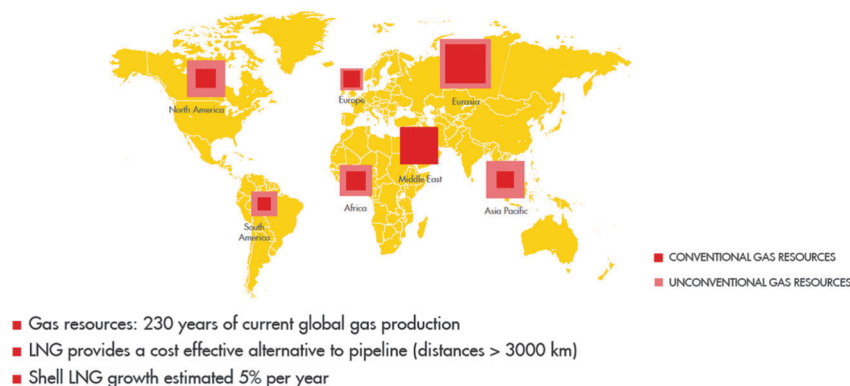 North America
Europe
Eurasia
Middle East
Africa
Asia Pacific
South
America
CONVENTIONAL GAS RESOURCES
UNCONVENTIONAL GAS RESOURCES
Gas resources: 230 years of current global gas production
LNG provides a cost effective alternative to pipeline (distances > 3000 km)
Shell LNG growth estimated 5% per year